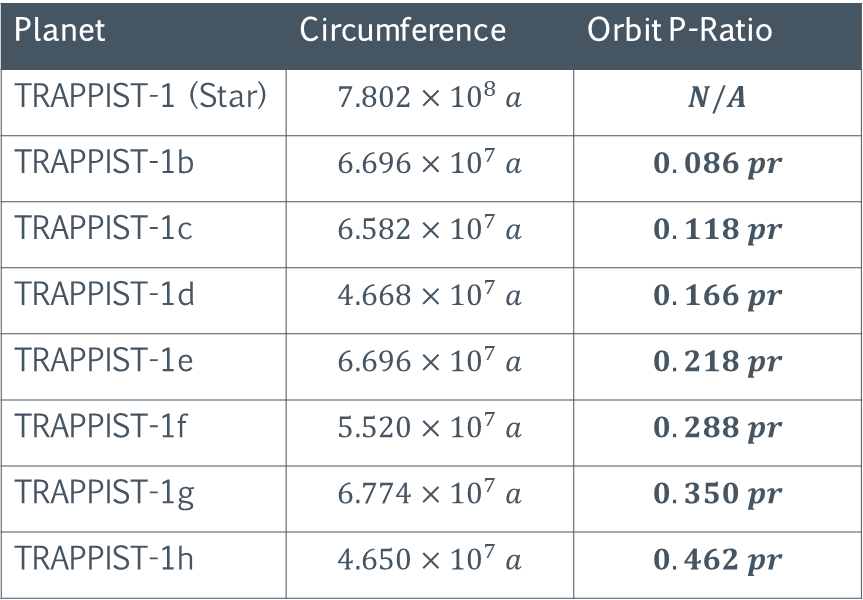 Planet Circumference Orbit P-Ratio
TRAPPIST-1 (Star) 7.802 × 10⁸ a N/A
TRAPPIST-1b 6.696 × 10⁷ a 0.086 pr
TRAPPIST-1c 6.582 × 10⁷ a 0.118 pr
TRAPPIST-1d 4.668 × 10⁷ a 0.166 pr
TRAPPIST-1e 6.696 × 10⁷ a 0.218 pr
TRAPPIST-1f 5.520 × 10⁷ a 0.288 pr
TRAPPIST-1g 6.774 × 10⁷ a 0.350 pr
TRAPPIST-1h 4.650 × 10⁷ a 0.462 pr